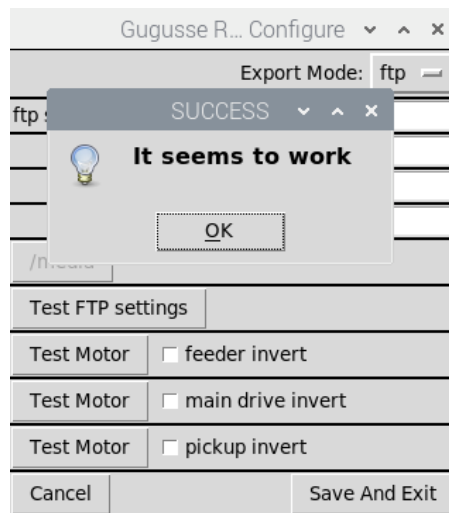 Gugusse R... Configure
Export Mode: ftp
ftp
SUCCESS
It seems to work
OK
/media
Test FTP settings
Test Motor feeder invert
Test Motor main drive invert
Test Motor pickup invert
Cancel Save And Exit